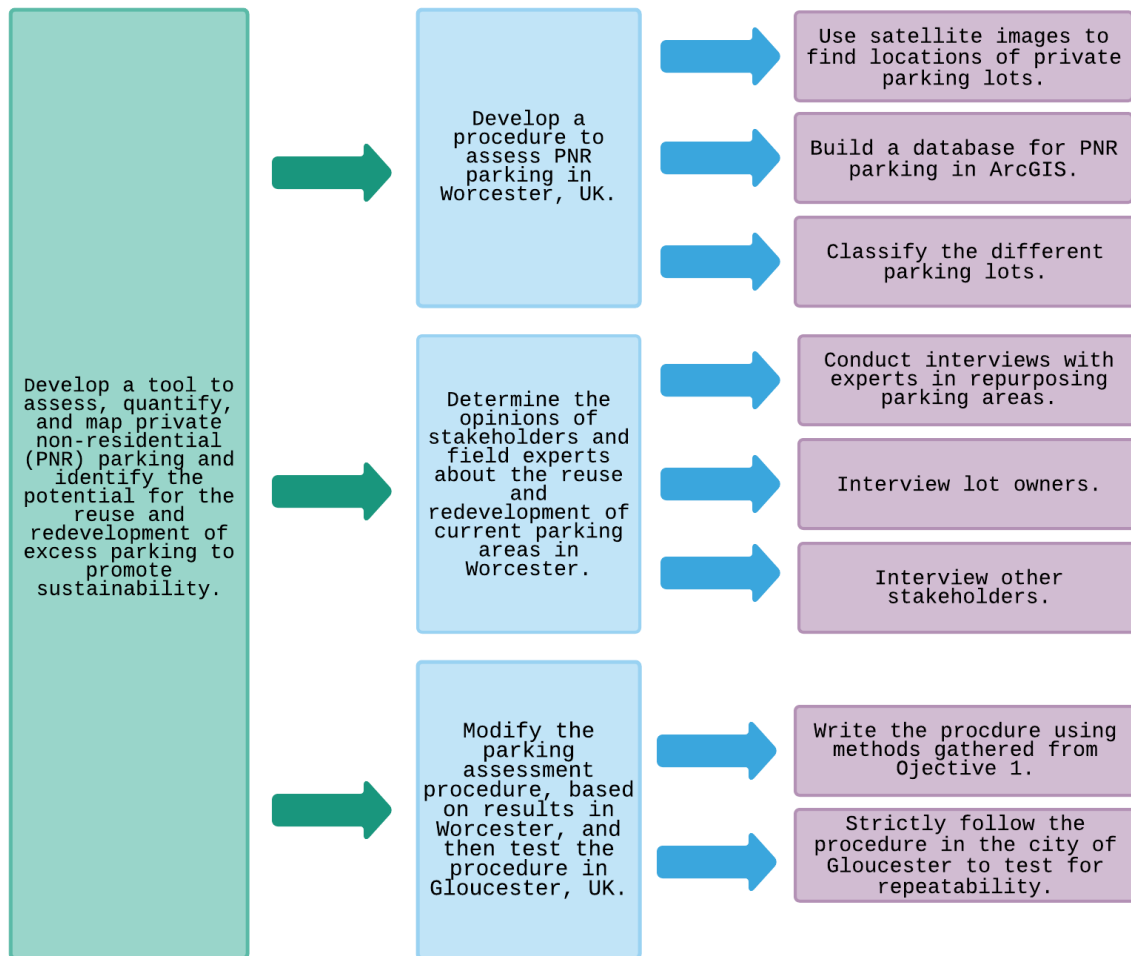 Develop a tool to
assess, quantify,
and map private
non-residential
(PNR) parking and
identify the
potential for the
reuse and
redevelopment of
excess parking to
promote
sustainability.
Develop a
procedure to
assess PNR
parking in
Worcester, UK.
Use satellite images to
find locations of private
parking lots.
Build a database for PNR
parking in ArcGIS.
Classify the different
parking lots.
Determine the
opinions of
stakeholders and
field experts
about the reuse
and
redevelopment of
current parking
areas in
Worcester.
Conduct interviews with
experts in repurposing
parking areas.
Interview lot owners.
Interview other
stakeholders.
Modify the
parking
assessment
procedure, based
on results in
Worcester, and
then test the
procedure in
Gloucester, UK.
Write the procdure using
methods gathered from
Ojective 1.
Strictly follow the
procedure in the city of
Gloucester to test for
repeatability.